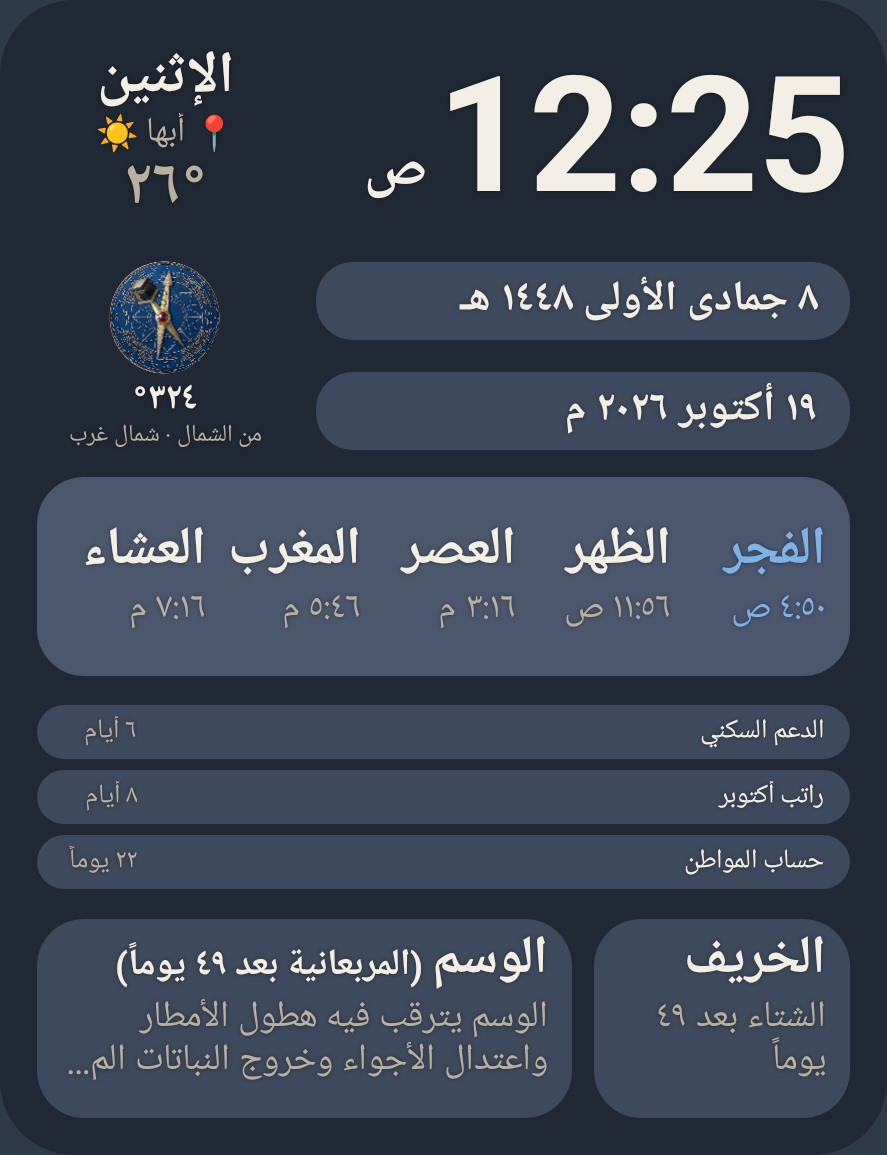 12:25 ص
الإثنين
📍 أبها ☀️
٢٦°
٨ جمادى الأولى ١٤٤٨ هـ
١٩ أكتوبر ٢٠٢٦ م
٣٢٤°
من الشمال · شمال غرب
الفجر الظهر العصر المغرب العشاء
٤:٥٠ ص ١١:٥٦ ص ٣:١٦ م ٥:٤٦ م ٧:١٦ م
الدعم السكني ٦ أيام
راتب أكتوبر ٨ أيام
حساب المواطن ٢٢ يوماً
الخريف
الشتاء بعد ٤٩
يوماً
الوسم (المربعانية بعد ٤٩ يوماً)
الوسم يترقب فيه هطول الأمطار
واعتدال الأجواء وخروج النباتات الم...